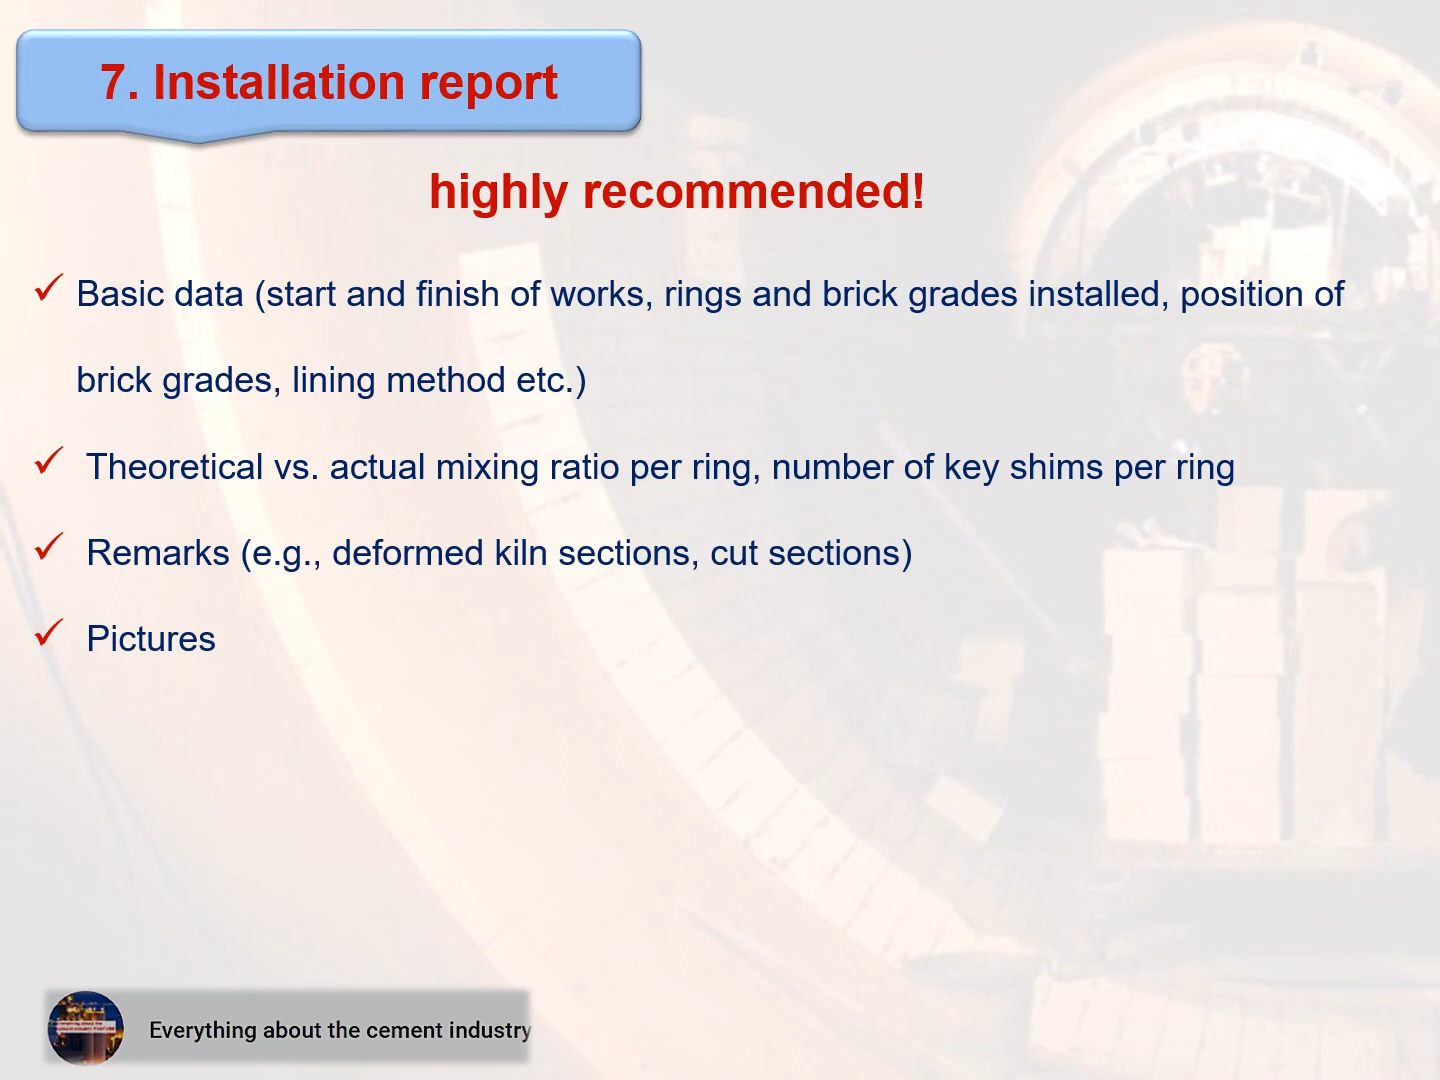 7. Installation report
highly recommended!
✓ Basic data (start and finish of works, rings and brick grades installed, position of
brick grades, lining method etc.)
✓ Theoretical vs. actual mixing ratio per ring, number of key shims per ring
✓ Remarks (e.g., deformed kiln sections, cut sections)
✓ Pictures
Everything about the cement industry